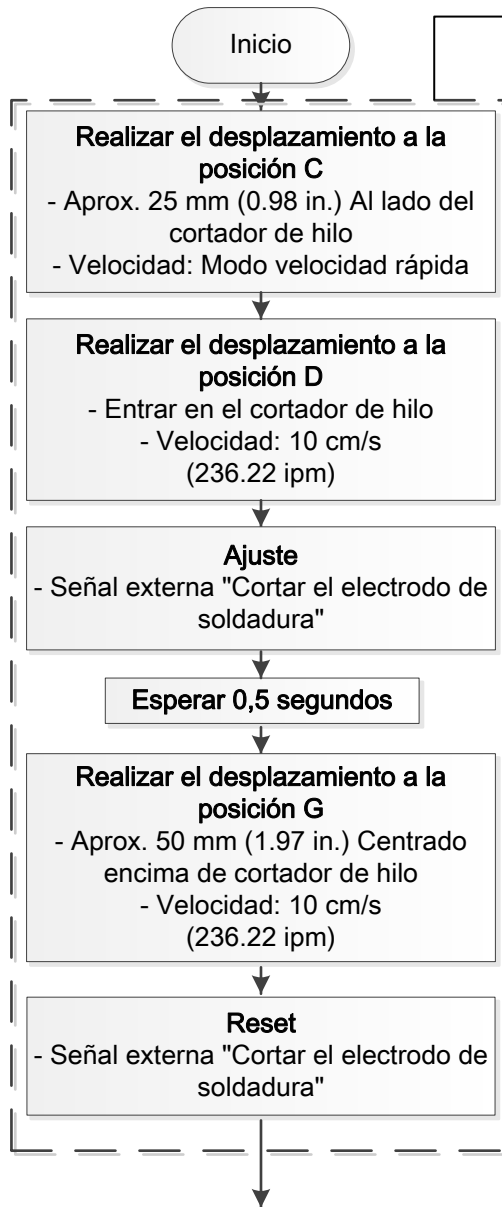 Inicio
Realizar el desplazamiento a la
posición C
- Aprox. 25 mm (0.98 in.) Al lado del
cortador de hilo
- Velocidad: Modo velocidad rápida
Realizar el desplazamiento a la
posición D
- Entrar en el cortador de hilo
- Velocidad: 10 cm/s
(236.22 ipm)
Ajuste
- Señal externa "Cortar el electrodo de
soldadura"
Esperar 0,5 segundos
Realizar el desplazamiento a la
posición G
- Aprox. 50 mm (1.97 in.) Centrado
encima de cortador de hilo
- Velocidad: 10 cm/s
(236.22 ipm)
Reset
- Señal externa "Cortar el electrodo de
soldadura"